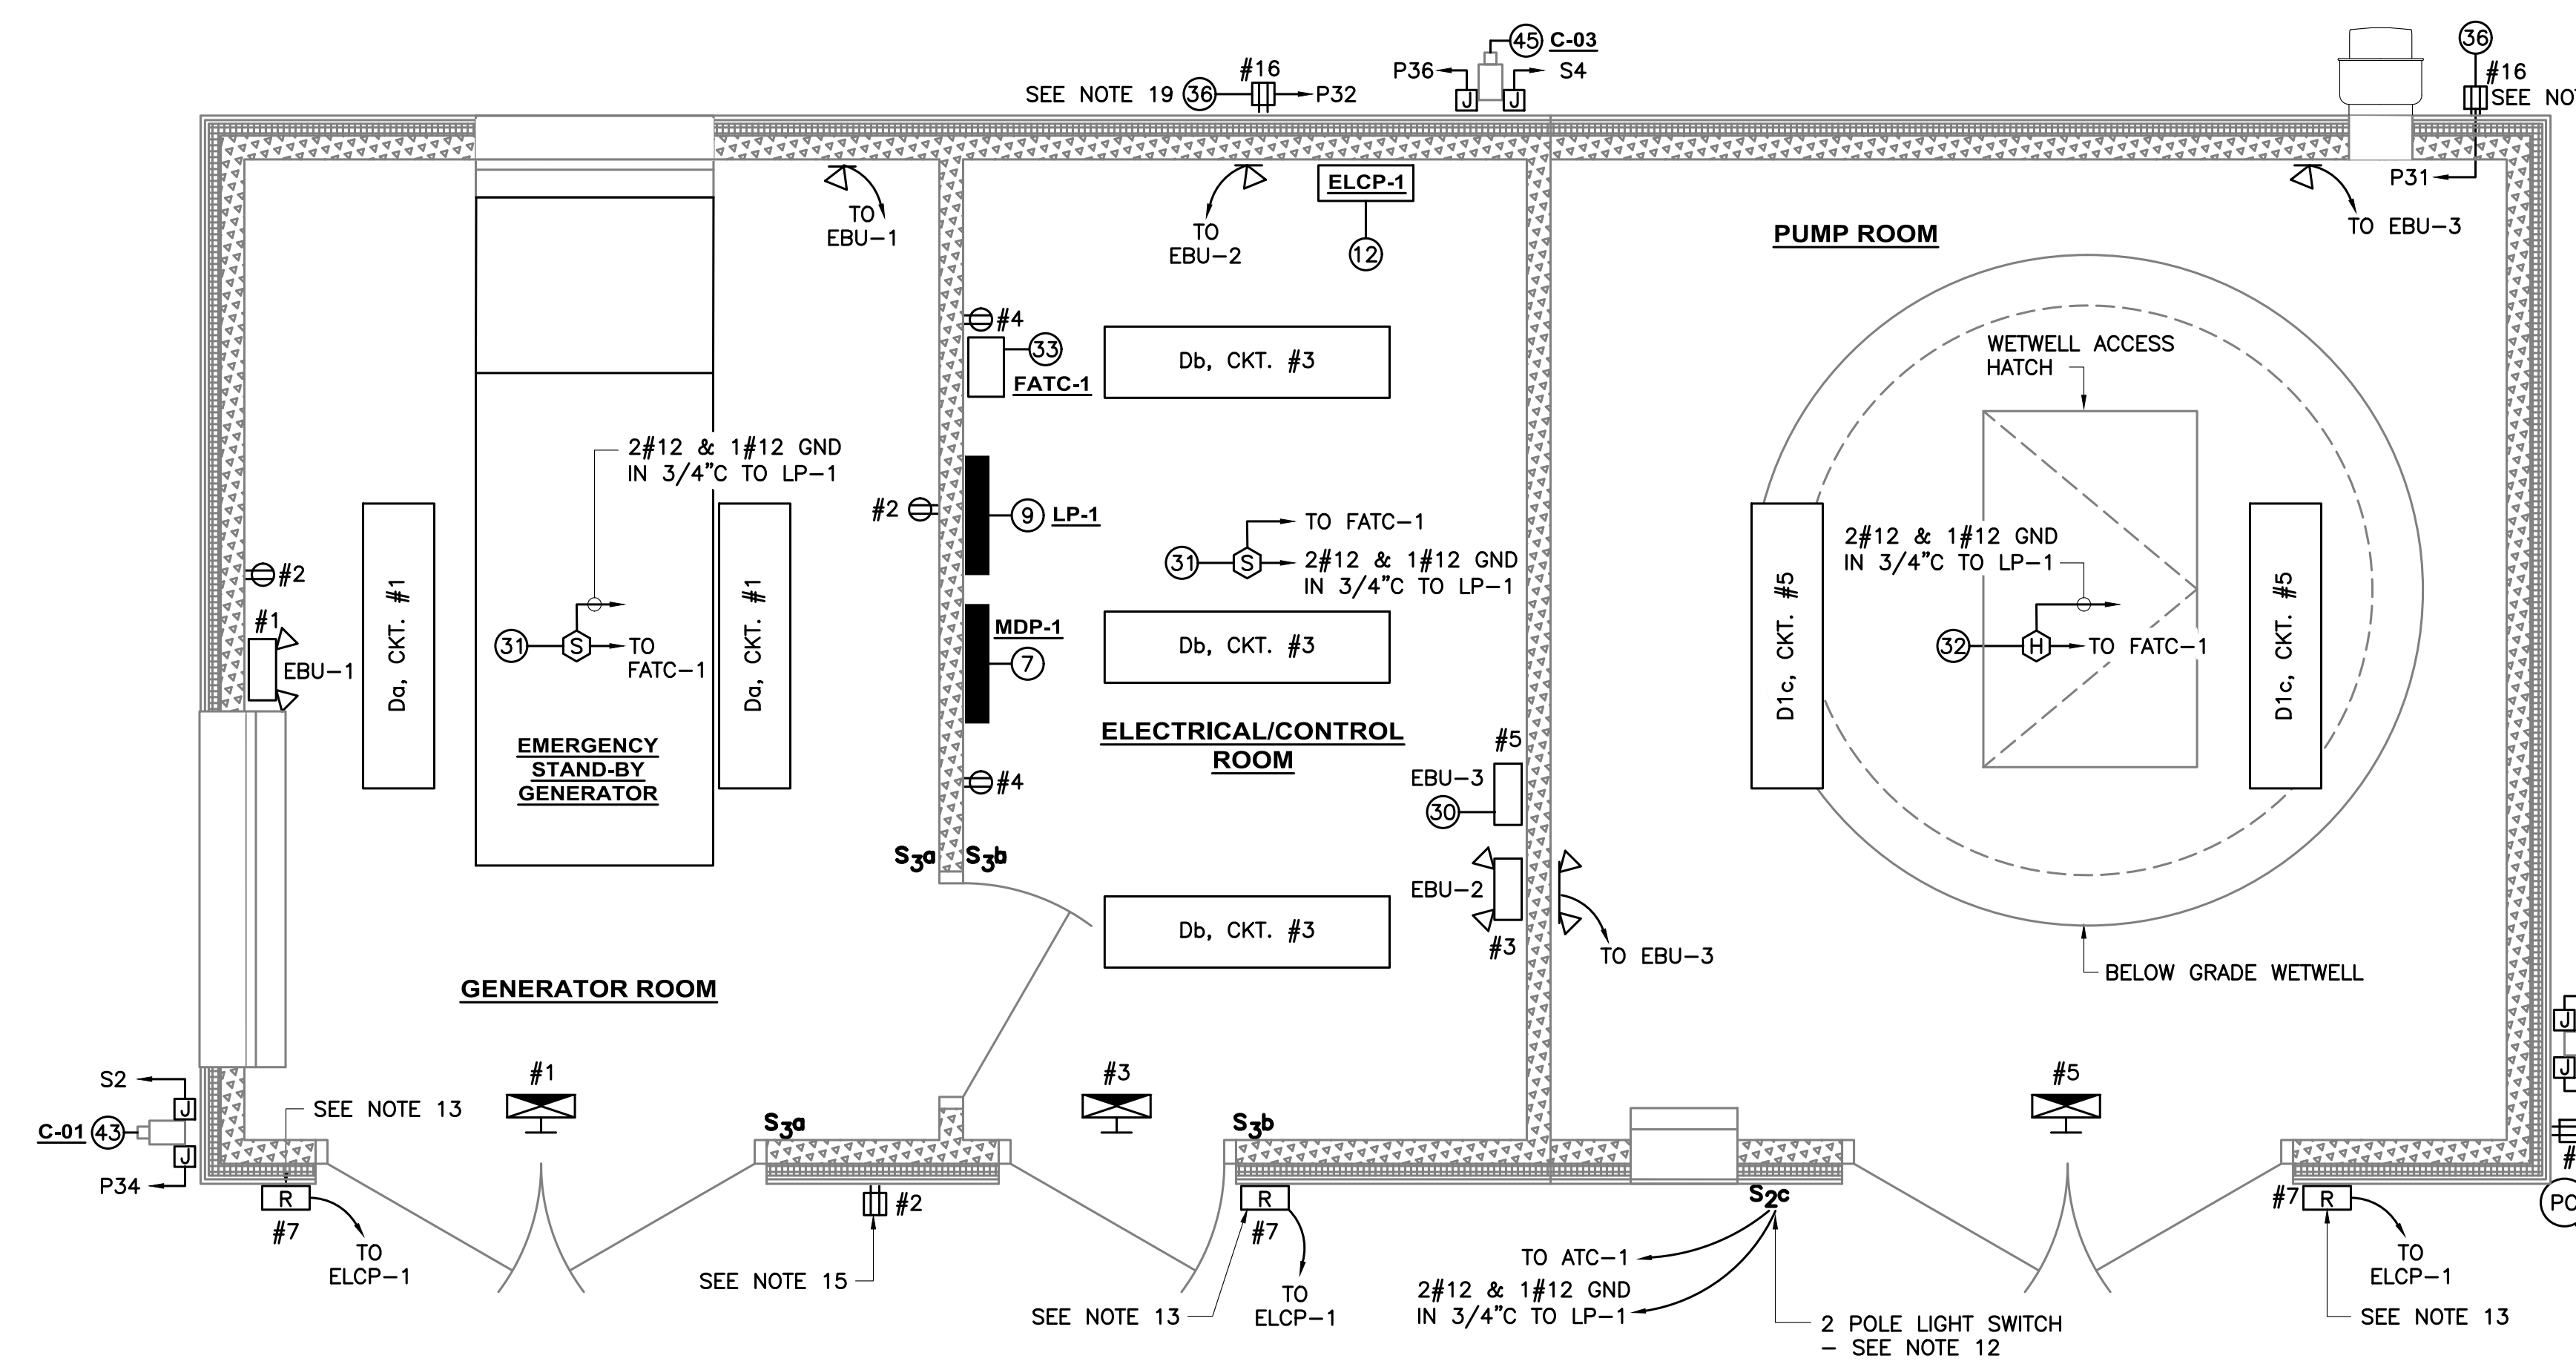 45 C-03
P36 S4
J J
#16
SEE NOTE 19 36 P32
36
#16
SEE
P31
TO
EBU-1
TO
EBU-2
ELCP-1
12
PUMP ROOM
TO EBU-3
#4
33
FATC-1
Db, CKT. #3
WETWELL ACCESS
HATCH
2#12 & 1#12 GND
IN 3/4"C TO LP-1
#2
9 LP-1
TO FATC-1
31 S 2#12 & 1#12 GND
IN 3/4"C TO LP-1
2#12 & 1#12 GND
IN 3/4"C TO LP-1
#2
#1
EBU-1
Da, CKT. #1
31 S TO
FATC-1
Da, CKT. #1
MDP-1
7
Db, CKT. #3
D1c, CKT. #5
32 H TO FATC-1
D1c, CKT. #5
EMERGENCY
STAND-BY
GENERATOR
ELECTRICAL/CONTROL
ROOM
#5
EBU-3
30
#4
S3a S3b
EBU-2
#3
Db, CKT. #3
TO EBU-3
BELOW GRADE WETWELL
GENERATOR ROOM
J
J
S2
J
C-01 43
J
P34
SEE NOTE 13
#1
#3
#5
S3a
S3b
R
#7
TO
ELCP-1
#2
SEE NOTE 15
R
#7
TO
ELCP-1
SEE NOTE 13
S2c
TO ATC-1
2#12 & 1#12 GND
IN 3/4"C TO LP-1
2 POLE LIGHT SWITCH
- SEE NOTE 12
#7 R
TO
ELCP-1
SEE NOTE 13
#